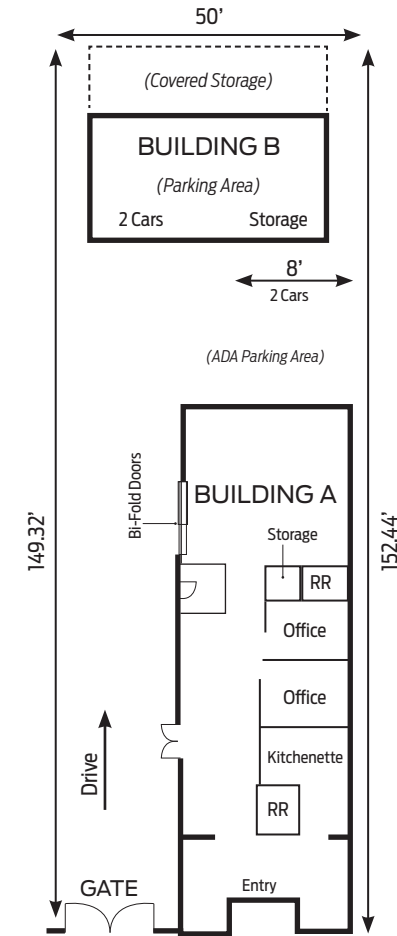 50'
(Covered Storage)
BUILDING B
(Parking Area)
2 Cars
Storage
8'
2 Cars
(ADA Parking Area)
149.32'
152.44'
Bi-Fold Doors
BUILDING A
Storage
RR
Office
Office
Kitchenette
Drive
RR
GATE
Entry